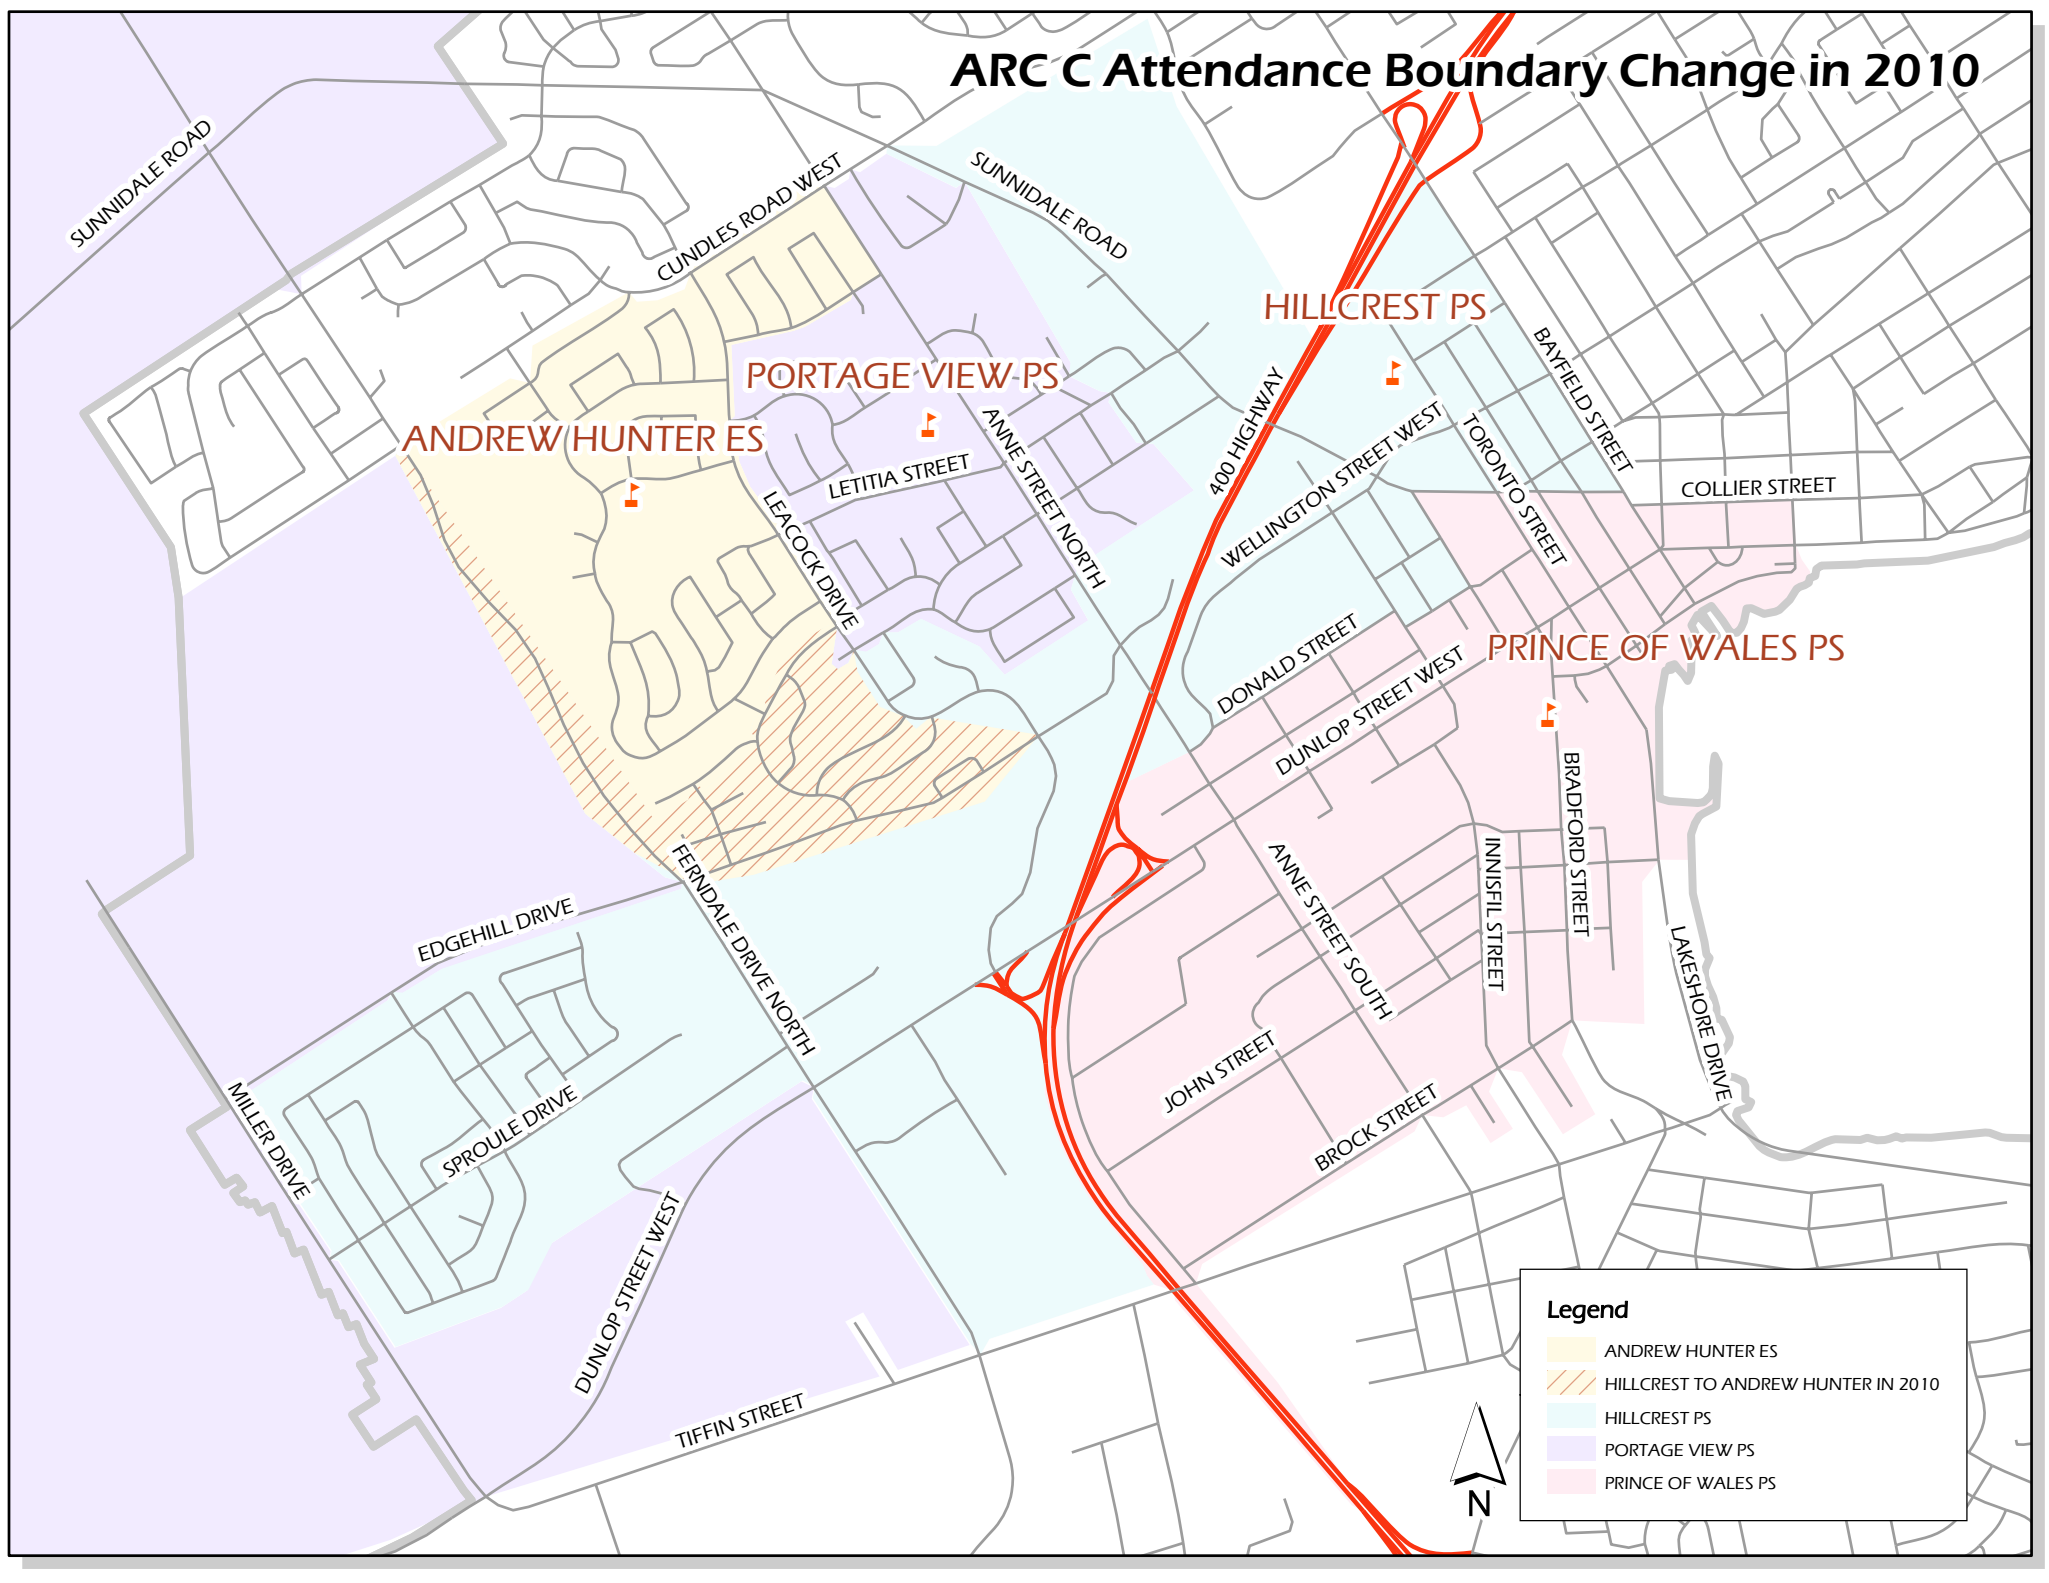 ARC C Attendance Boundary Change in 2010
SUNNIDALE ROAD
CUNDLES ROAD WEST
SUNNIDALE ROAD
HILLCREST PS
PORTAGE VIEW PS
BAYFIELD STREET
400 HIGHWAY
ANDREW HUNTER ES
ANNE STREET NORTH
WELLINGTON STREET WEST
TORONTO STREET
LETITIA STREET
COLLIER STREET
LEACOCK DRIVE
DONALD STREET
DUNLOP STREET WEST
PRINCE OF WALES PS
BRADFORD STREET
FERNDALE DRIVE NORTH
ANNE STREET SOUTH
INNISFIL STREET
EDGEHILL DRIVE
LAKESHORE DRIVE
JOHN STREET
SPROULE DRIVE
MILLER DRIVE
BROCK STREET
DUNLOP STREET WEST
TIFFIN STREET
N
Legend
ANDREW HUNTER ES
HILLCREST TO ANDREW HUNTER IN 2010
HILLCREST PS
PORTAGE VIEW PS
PRINCE OF WALES PS